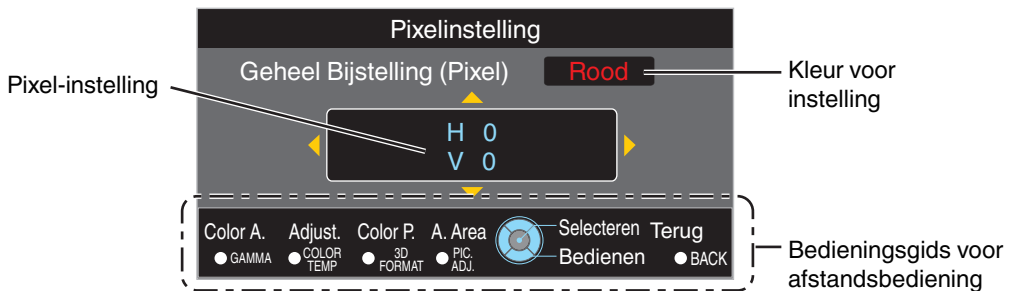 Pixelinstelling
Geheel Bijstelling (Pixel) Rood
Kleur voor
instelling
Pixel-instelling
H 0
V 0
Color A. Adjust. Color P. A. Area Selecteren Terug
GAMMA COLOR TEMP 3D FORMAT PIC. ADJ. Bedienen BACK
Bedieningsgids voor
afstandsbediening